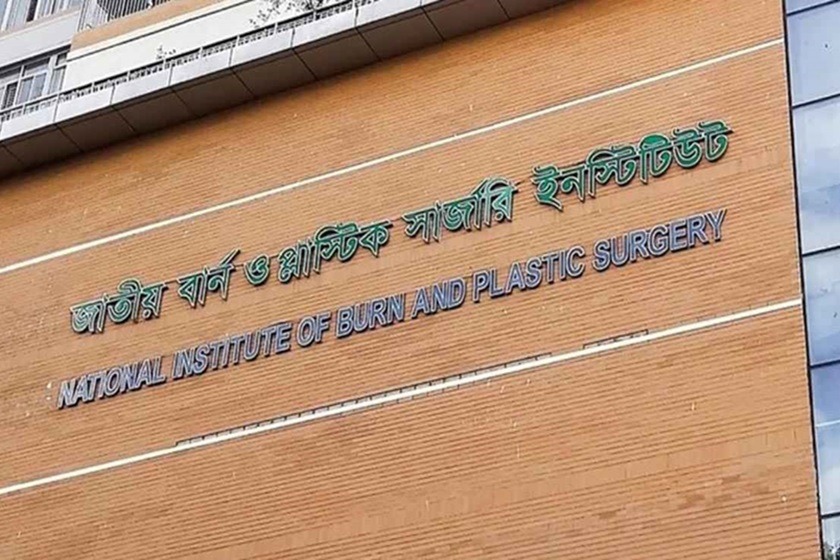 জাতীয় বার্ন ও প্লাস্টিক সার্জারি ইনস্টিটিউট
NATIONAL INSTITUTE OF BURN AND PLASTIC SURGERY